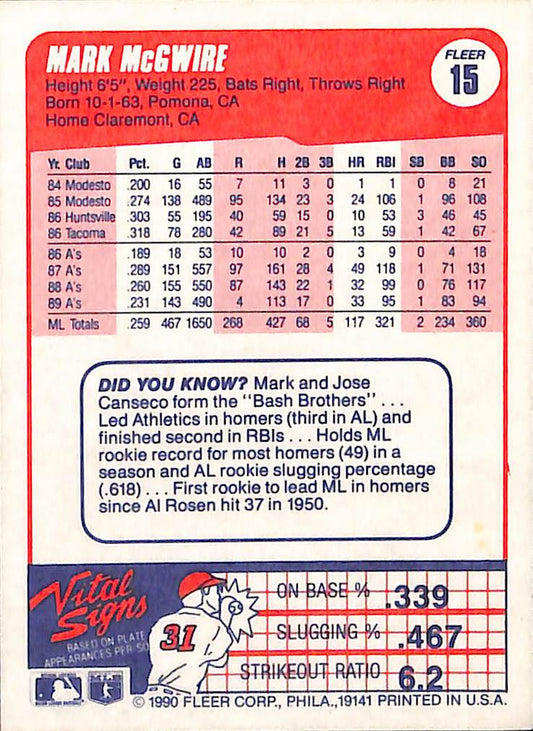 MARK McGWIRE
FLEER
15
Height 6'5", Weight 225, Bats Right, Throws Right
Born 10-1-63, Pomona, CA
Home Claremont, CA
Yr. Club Pct. G AB R H 2B 3B HR RBI SB BB SO
84 Modesto .200 16 55 7 11 3 0 1 1 0 8 21
85 Modesto .274 138 489 95 134 23 3 24 106 1 96 108
86 Huntsville .303 55 195 40 59 15 0 10 53 3 46 45
86 Tacoma .318 78 280 42 89 21 5 13 59 1 42 67
86 A's .189 18 53 10 10 2 0 3 9 0 4 18
87 A's .289 151 557 97 161 28 4 49 118 1 71 131
88 A's .260 155 550 87 143 22 1 32 99 0 76 117
89 A's .231 143 490 4 113 17 0 33 95 1 83 94
ML Totals .259 467 1650 268 427 68 5 117 321 2 234 360
DID YOU KNOW? Mark and Jose
Canseco form the "Bash Brothers" . . .
Led Athletics in homers (third in AL) and
finished second in RBIs . . . Holds ML
rookie record for most homers (49) in a
season and AL rookie slugging percentage
(.618) . . . First rookie to lead ML in homers
since Al Rosen hit 37 in 1950.
Vital
Signs
BASED ON PLATE
APPEARANCES PER SO
31
ON BASE % .339
SLUGGING % .467
STRIKEOUT RATIO 6.2
© 1990 FLEER CORP., PHILA., 19141 PRINTED IN U.S.A.